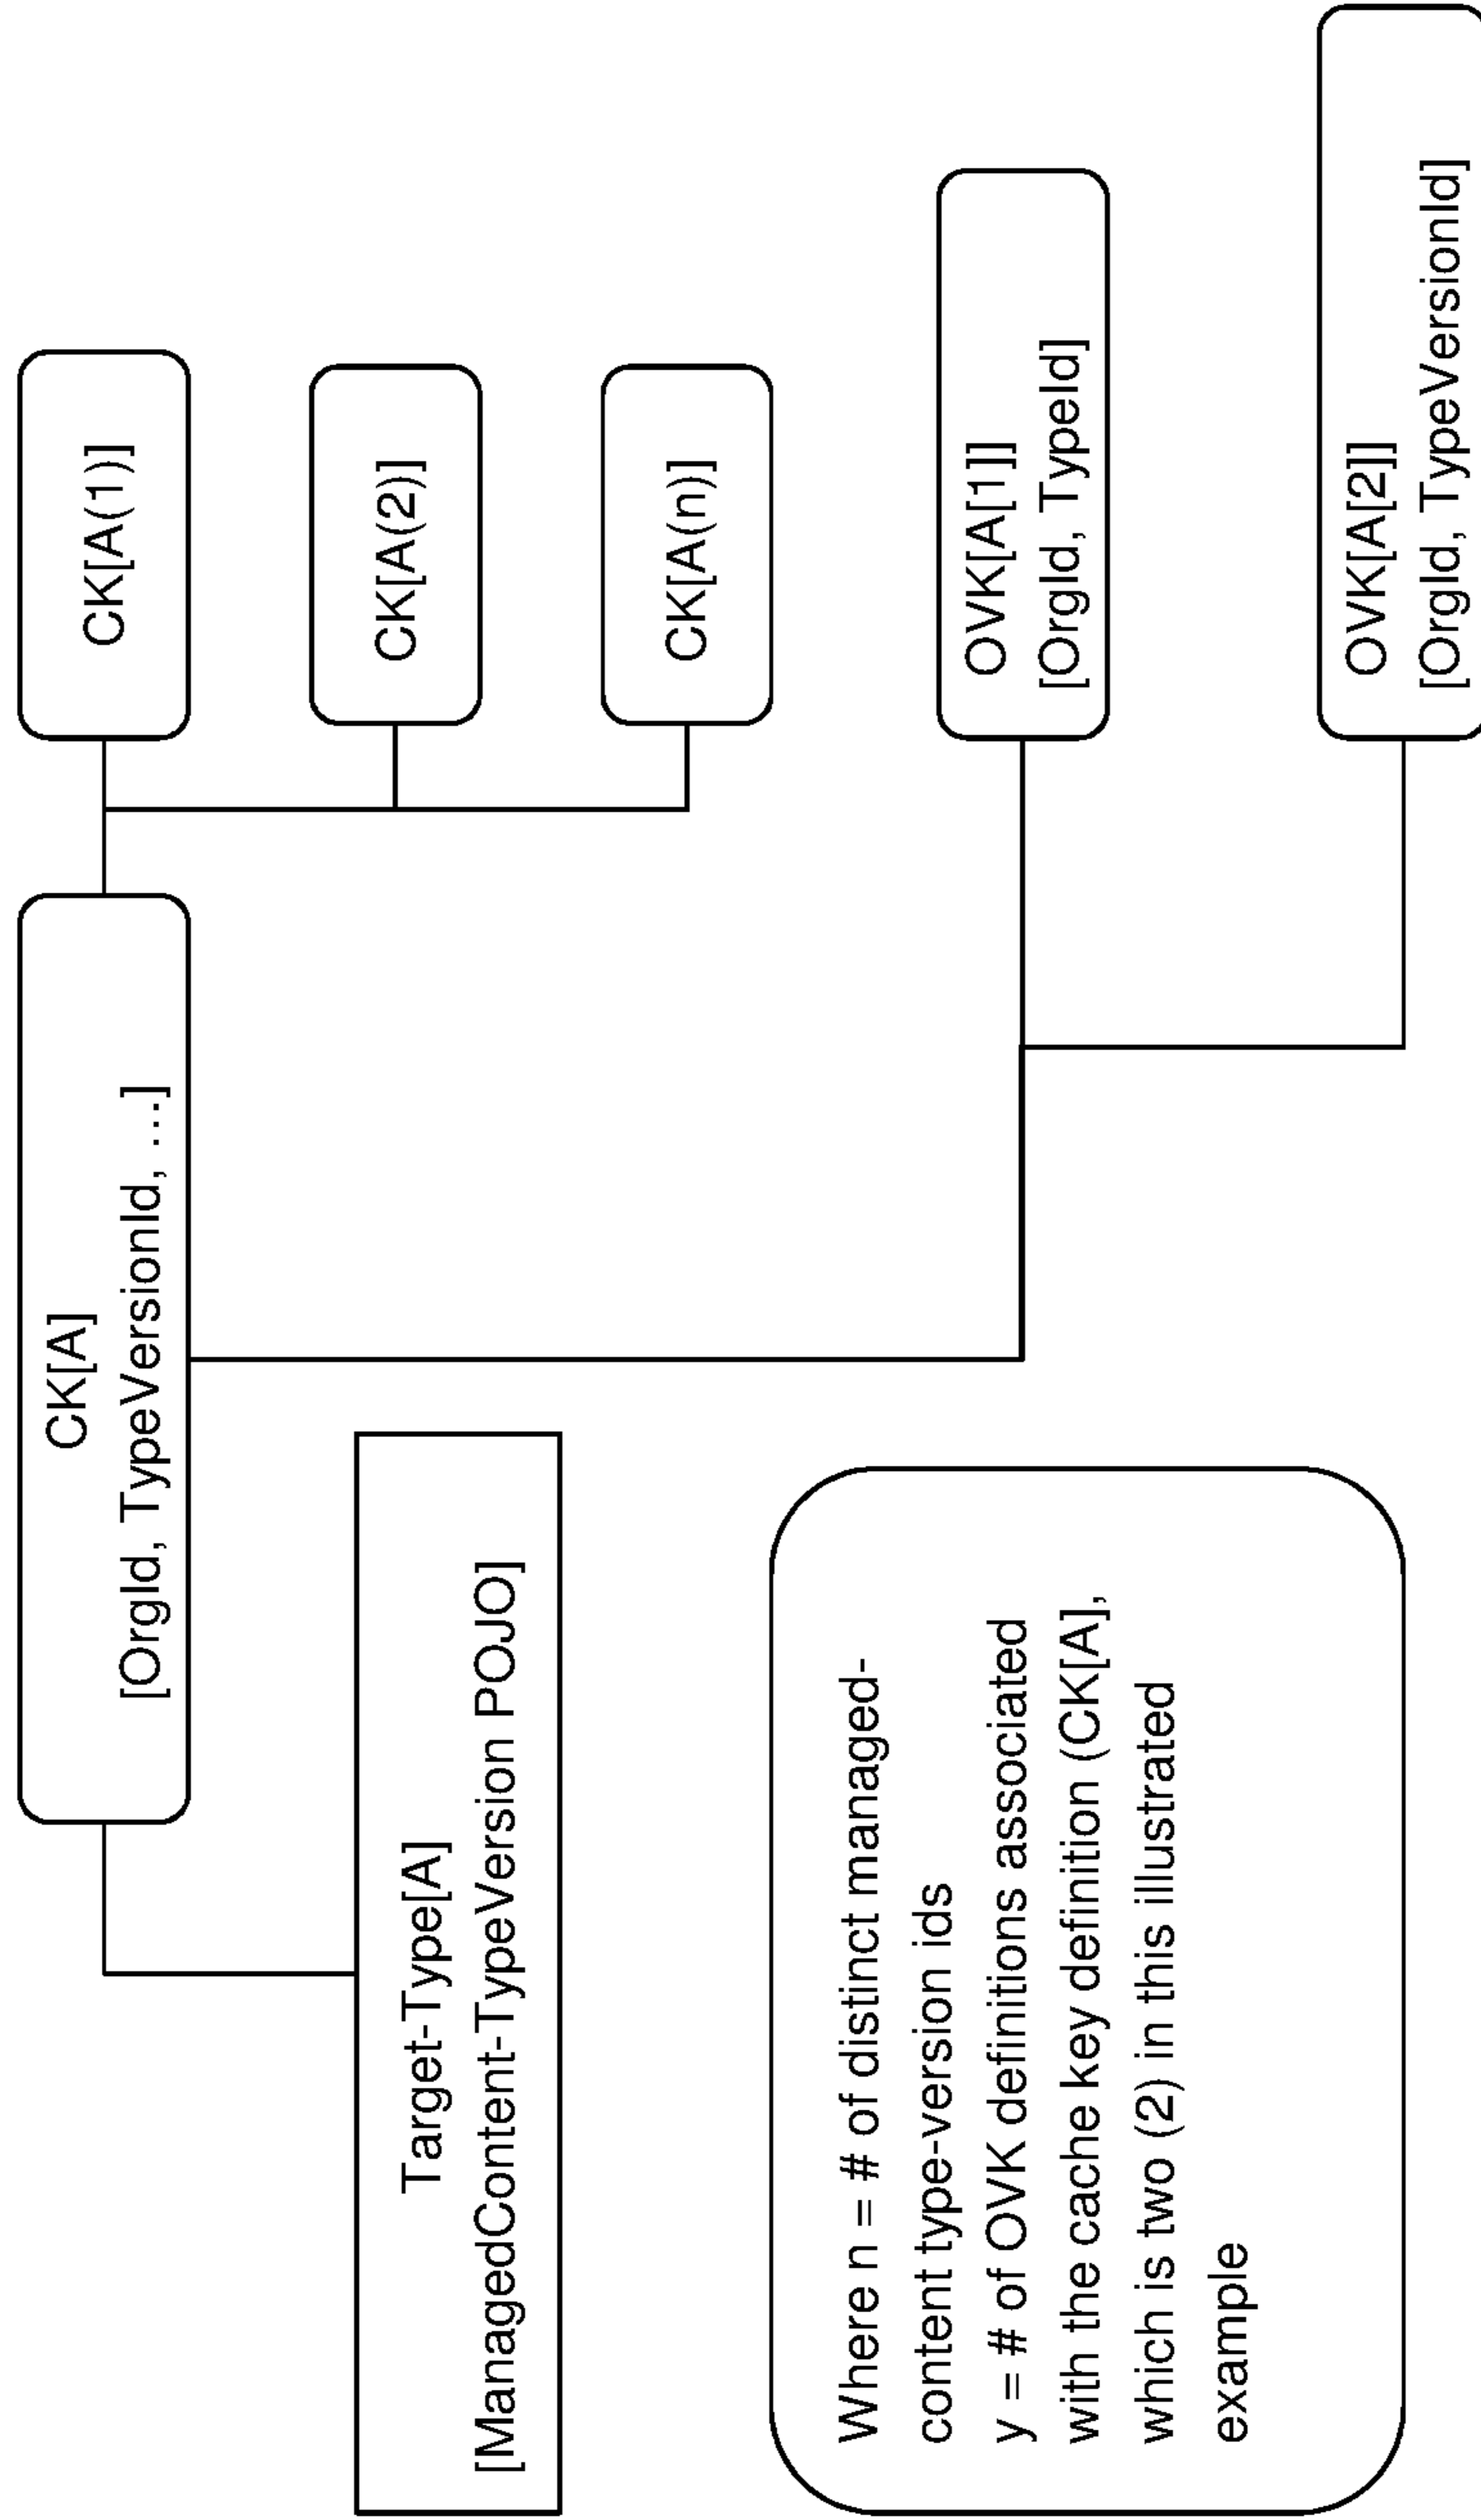 CK[A]
[OrgId, TypeVersionId, ...]
CK[A(1)]
CK[A(2)]
CK[A(n)]
Target-Type[A]
[ManagedContent-TypeVersion POJO]
Where n = # of distinct managed-
content type-version ids
y = # of OVK definitions associated
with the cache key definition (CK[A],
which is two (2) in this illustrated
example
OVK[A[1]]
[OrgId, TypeId]
OVK[A[2]]
[OrgId, TypeVersionId]